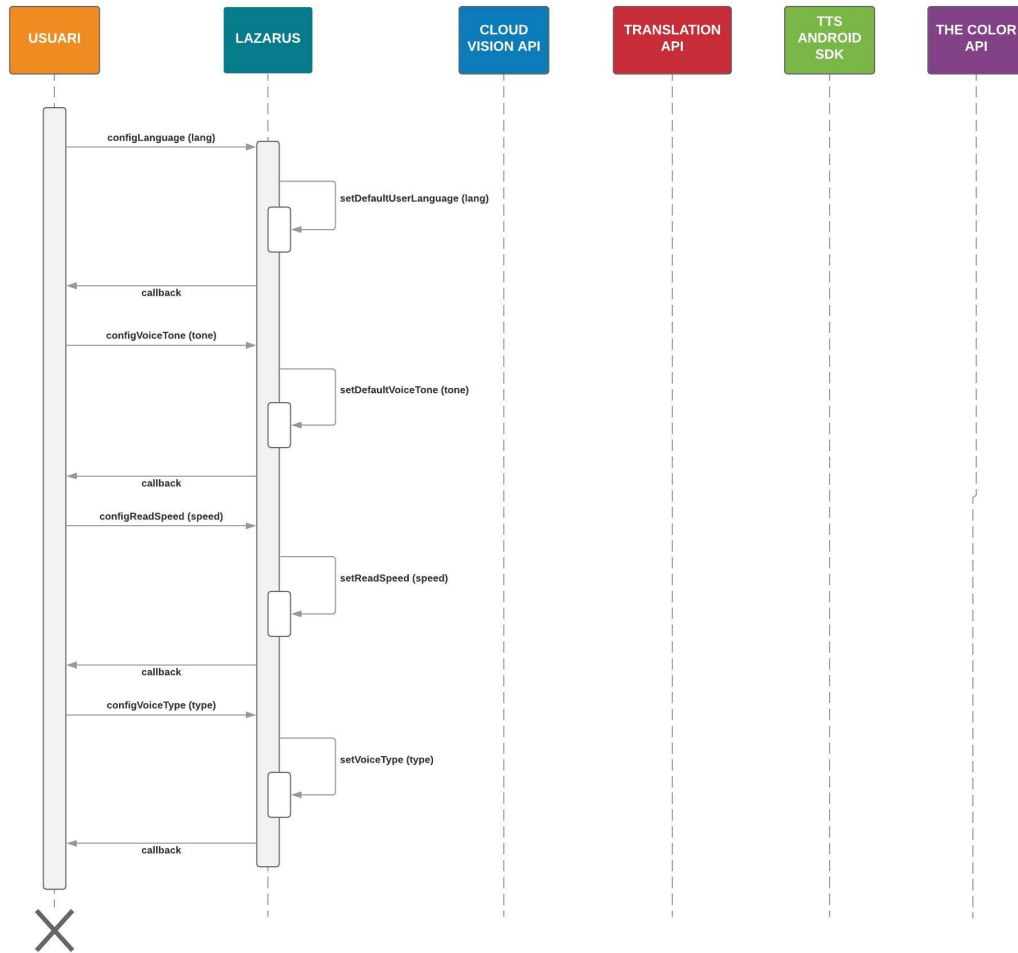 USUARI
LAZARUS
CLOUD
VISION API
TRANSLATION
API
TTS
ANDROID
SDK
THE COLOR
API
configLanguage (lang)
setDefaultUserLanguage (lang)
callback
configVoiceTone (tone)
setDefaultVoiceTone (tone)
callback
configReadSpeed (speed)
setReadSpeed (speed)
callback
configVoiceType (type)
setVoiceType (type)
callback